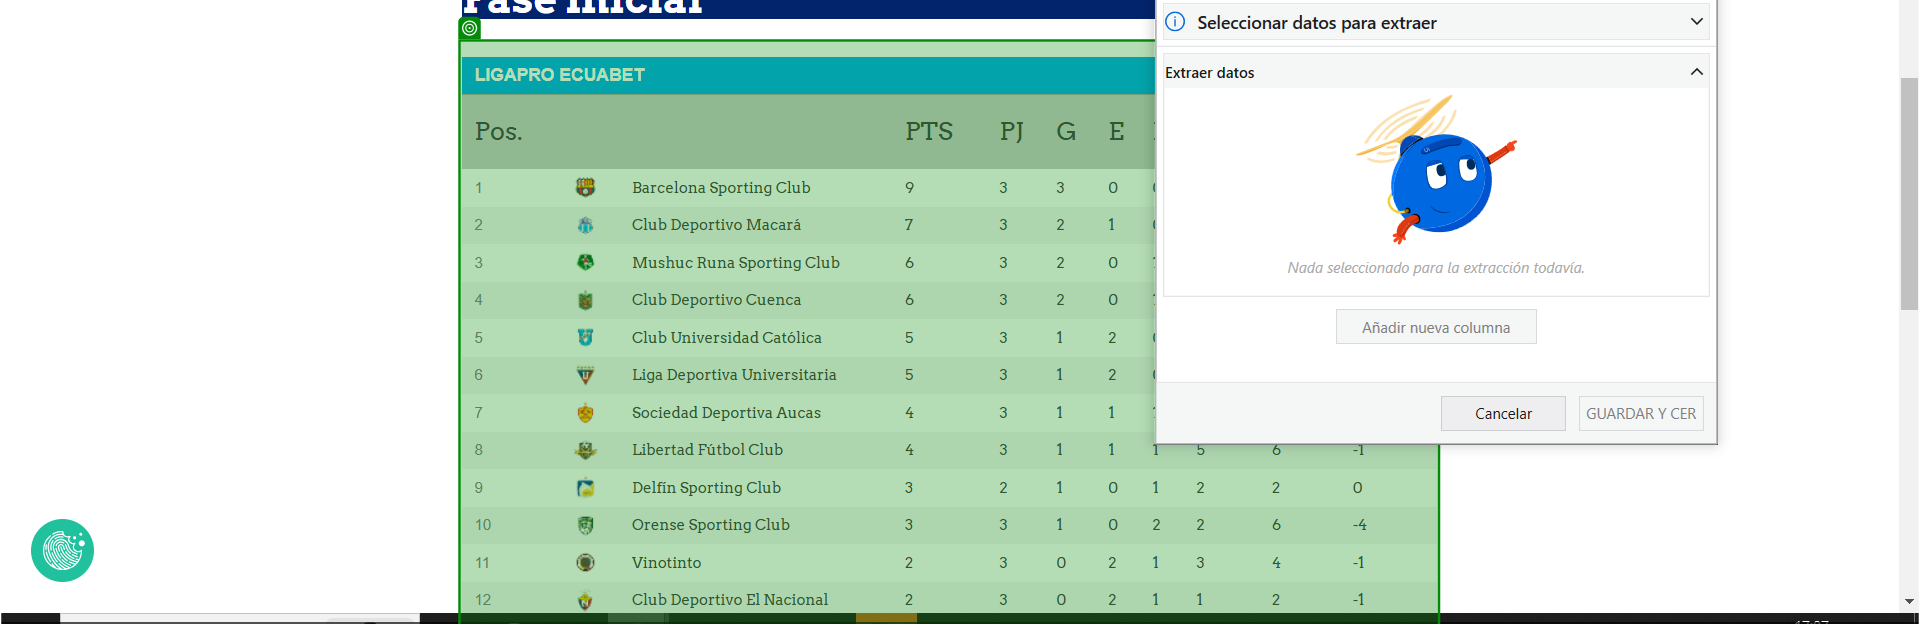 Fase Inicial
LIGAPRO ECUABET
Pos. PTS PJ G E
1 Barcelona Sporting Club 9 3 3 0
2 Club Deportivo Macará 7 3 2 1
3 Mushuc Runa Sporting Club 6 3 2 0
4 Club Deportivo Cuenca 6 3 2 0
5 Club Universidad Católica 5 3 1 2
6 Liga Deportiva Universitaria 5 3 1 2
7 Sociedad Deportiva Aucas 4 3 1 1
8 Libertad Fútbol Club 4 3 1 1 1 5 6 -1
9 Delfín Sporting Club 3 2 1 0 1 2 2 0
10 Orense Sporting Club 3 3 1 0 2 2 6 -4
11 Vinotinto 2 3 0 2 1 3 4 -1
12 Club Deportivo El Nacional 2 3 0 2 1 1 2 -1
Seleccionar datos para extraer
Extraer datos
Nada seleccionado para la extracción todavía.
Añadir nueva columna
Cancelar GUARDAR Y CER